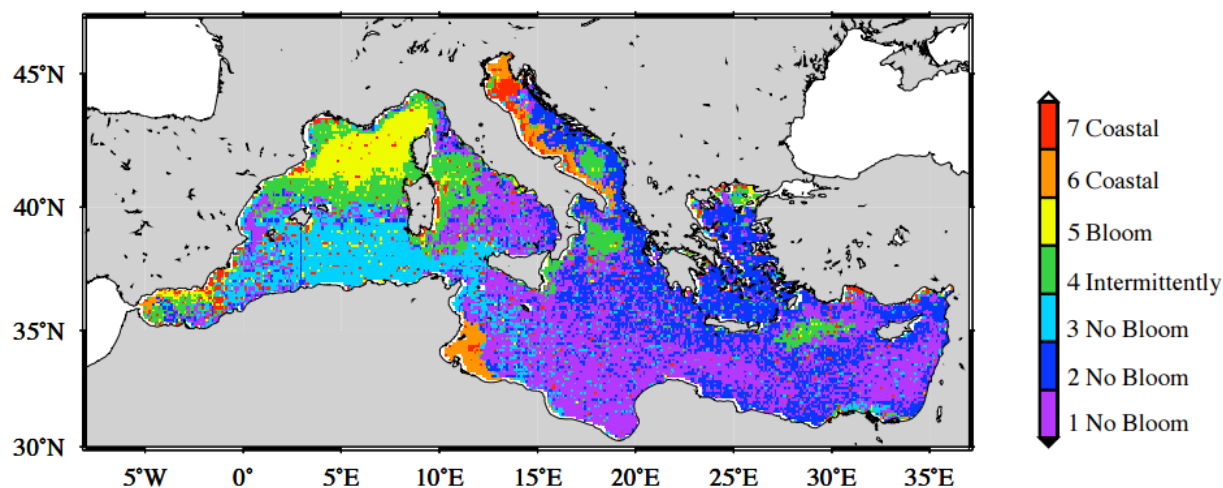 45°N
40°N
35°N
30°N
5°W 0° 5°E 10°E 15°E 20°E 25°E 30°E 35°E
7 Coastal
6 Coastal
5 Bloom
4 Intermittently
3 No Bloom
2 No Bloom
1 No Bloom